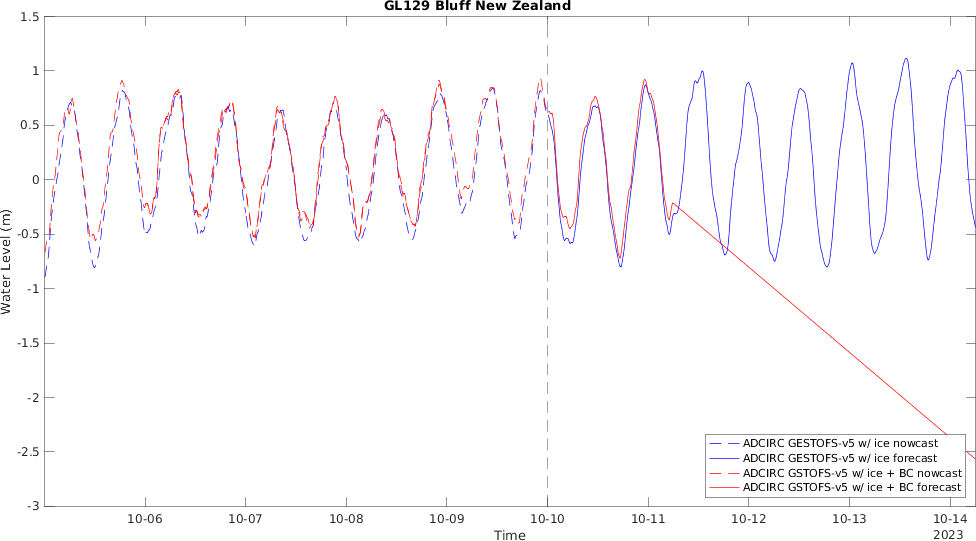 GL129 Bluff New Zealand
1.5
1
0.5
0
-0.5
-1
-1.5
-2
-2.5
-3
Water Level (m)
10-06
10-07
10-08
10-09
10-10
10-11
10-12
10-13
10-14
2023
Time
ADCIRC GESTOFS-v5 w/ ice nowcast
ADCIRC GESTOFS-v5 w/ ice forecast
ADCIRC GSTOFS-v5 w/ ice + BC nowcast
ADCIRC GSTOFS-v5 w/ ice + BC forecast